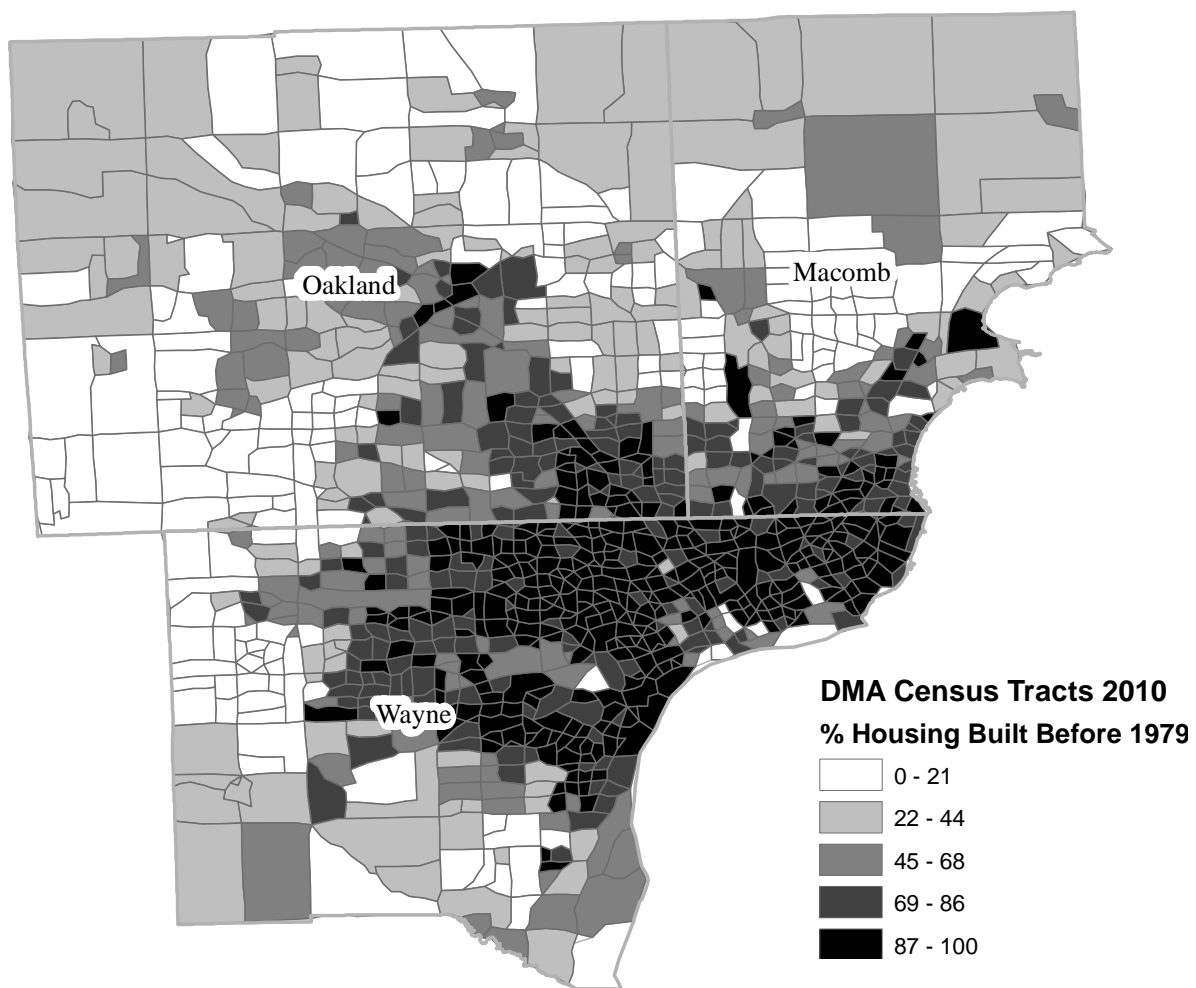 Oakland
Macomb
Wayne
DMA Census Tracts 2010
% Housing Built Before 1979
0 - 21
22 - 44
45 - 68
69 - 86
87 - 100